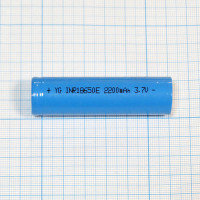 + YG INR18650E 2200mAh 3.7V -